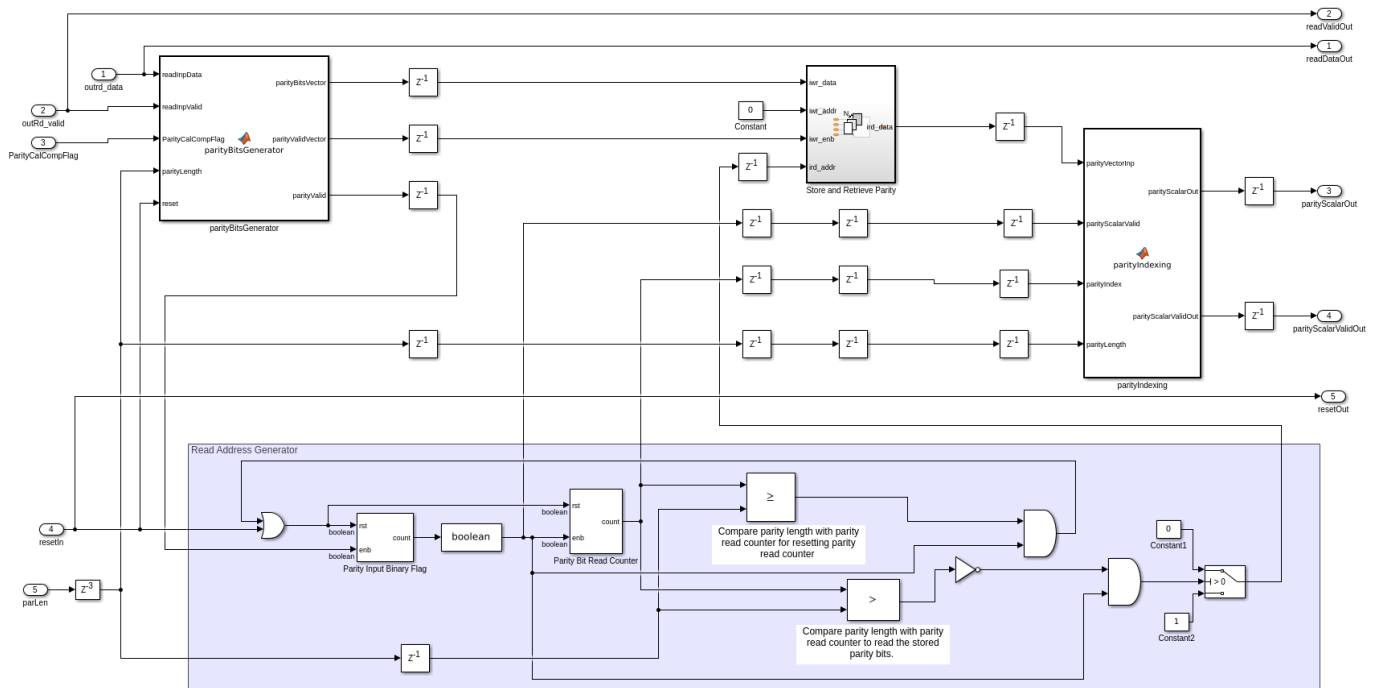 2
readValidOut
1
readDataOut
1
outrd_data
readInpData
parityBitsVector
Z-1
iwr_data
2
outRd_valid
readInpValid
0
Constant
iwr_addr
N
ird_data
Z-1
3
ParityCalCompFlag
ParityCalCompFlag
parityBitsGenerator
parityValidVector
Z-1
iwr_enb
parityVectorInp
parityLength
Z-1
ird_addr
Store and Retrieve Parity
reset
parityValid
Z-1
parityBitsGenerator
parityScalarOut
Z-1
3
parityScalarOut
Z-1
Z-1
Z-1
parityScalarValid
parityIndexing
Z-1
Z-1
Z-1
parityIndex
parityScalarValidOut
Z-1
4
parityScalarValidOut
Z-1
Z-1
Z-1
Z-1
parityLength
parityIndexing
5
resetOut
Read Address Generator
4
resetIn
rst
boolean
count
enb
boolean
Parity Input Binary Flag
boolean
rst
boolean
count
enb
boolean
Parity Bit Read Counter
≥
Compare parity length with parity
read counter for resetting parity
read counter
0
Constant1
> 0
1
Constant2
>
Compare parity length with parity
read counter to read the stored
parity bits.
5
parLen
Z-3
Z-1